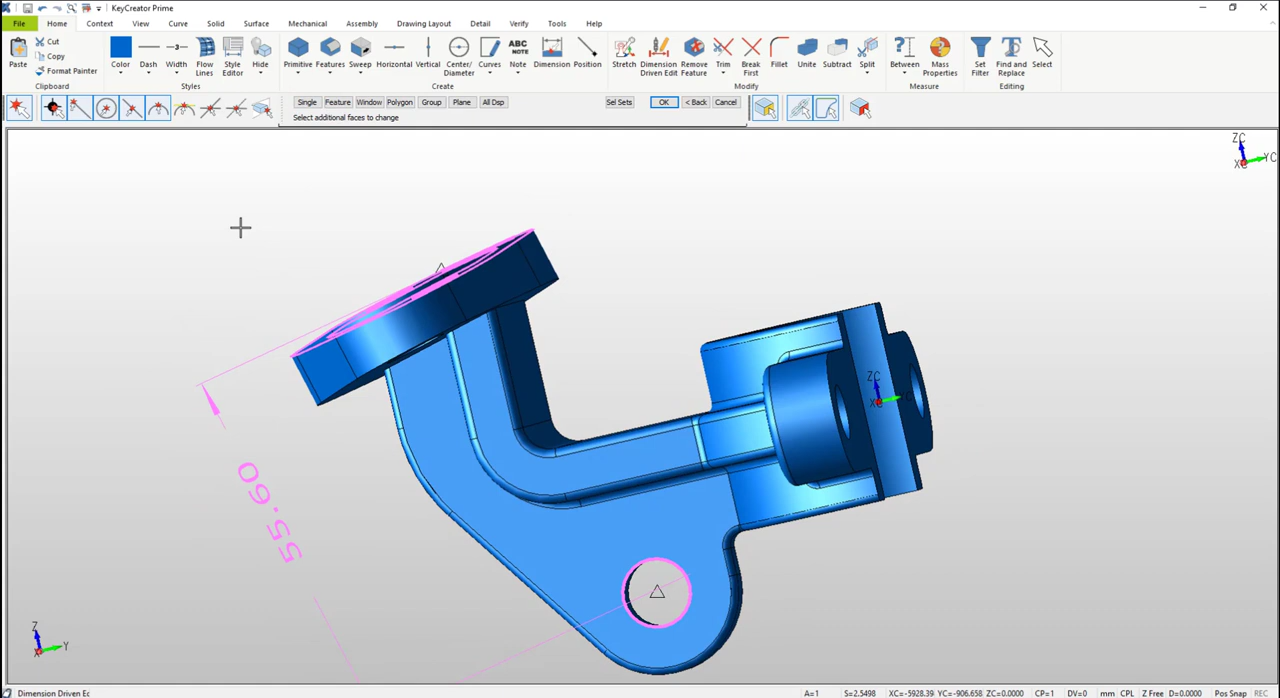 KeyCreator Prime
File Home Context View Curve Solid Surface Mechanical Assembly Drawing Layout Detail Verify Tools Help
Paste Cut Copy Format Painter
Color Dash Width Flow Lines Style Editor Hide
Primitive Features Sweep Horizontal Vertical Center/ Diameter Curves ABC NOTE Note Dimension Position
Stretch Dimension Driven Edit Remove Feature Trim Break First Fillet Unite Subtract Split
Between Mass Properties Set Filter Find and Replace Select
Clipboard Styles Create Modify Measure Editing
Single Feature Window Polygon Group Plane All Dsp Sel Sets OK < Back Cancel
Select additional faces to change
ZC
YC
XC
ZC
55.60
Z
Y
X
Dimension Driven Ec A=1 S=2.5498 XC=-5928.39 YC=-906.658 ZC=0.0000 CP=1 DV=0 mm CPL Z Free D=0.0000 Pos Snap REC